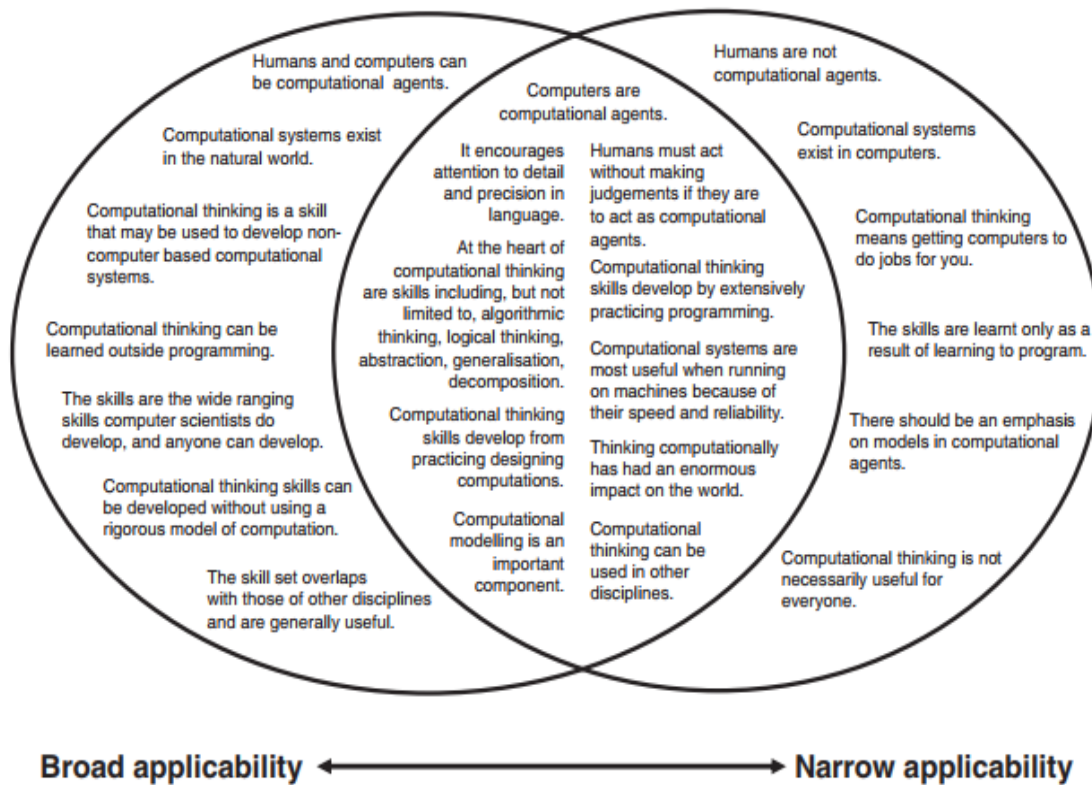 Humans and computers can
be computational agents.
Computational systems exist
in the natural world.
Computational thinking is a skill
that may be used to develop non-
computer based computational
systems.
Computational thinking can be
learned outside programming.
The skills are the wide ranging
skills computer scientists do
develop, and anyone can develop.
Computational thinking skills can
be developed without using a
rigorous model of computation.
The skill set overlaps
with those of other disciplines
and are generally useful.
Computers are
computational agents.
It encourages
attention to detail
and precision in
language.
At the heart of
computational thinking
are skills including, but not
limited to, algorithmic
thinking, logical thinking,
abstraction, generalisation,
decomposition.
Computational thinking
skills develop from
practicing designing
computations.
Computational
modelling is an
important
component.
Humans must act
without making
judgements if they are
to act as computational
agents.
Computational thinking
skills develop by extensively
practicing programming.
Computational systems are
most useful when running
on machines because of
their speed and reliability.
Thinking computationally
has had an enormous
impact on the world.
Computational
thinking can be
used in other
disciplines.
Humans are not
computational agents.
Computational systems
exist in computers.
Computational thinking
means getting computers to
do jobs for you.
The skills are learnt only as a
result of learning to program.
There should be an emphasis
on models in computational
agents.
Computational thinking is not
necessarily useful for
everyone.
Broad applicability
Narrow applicability